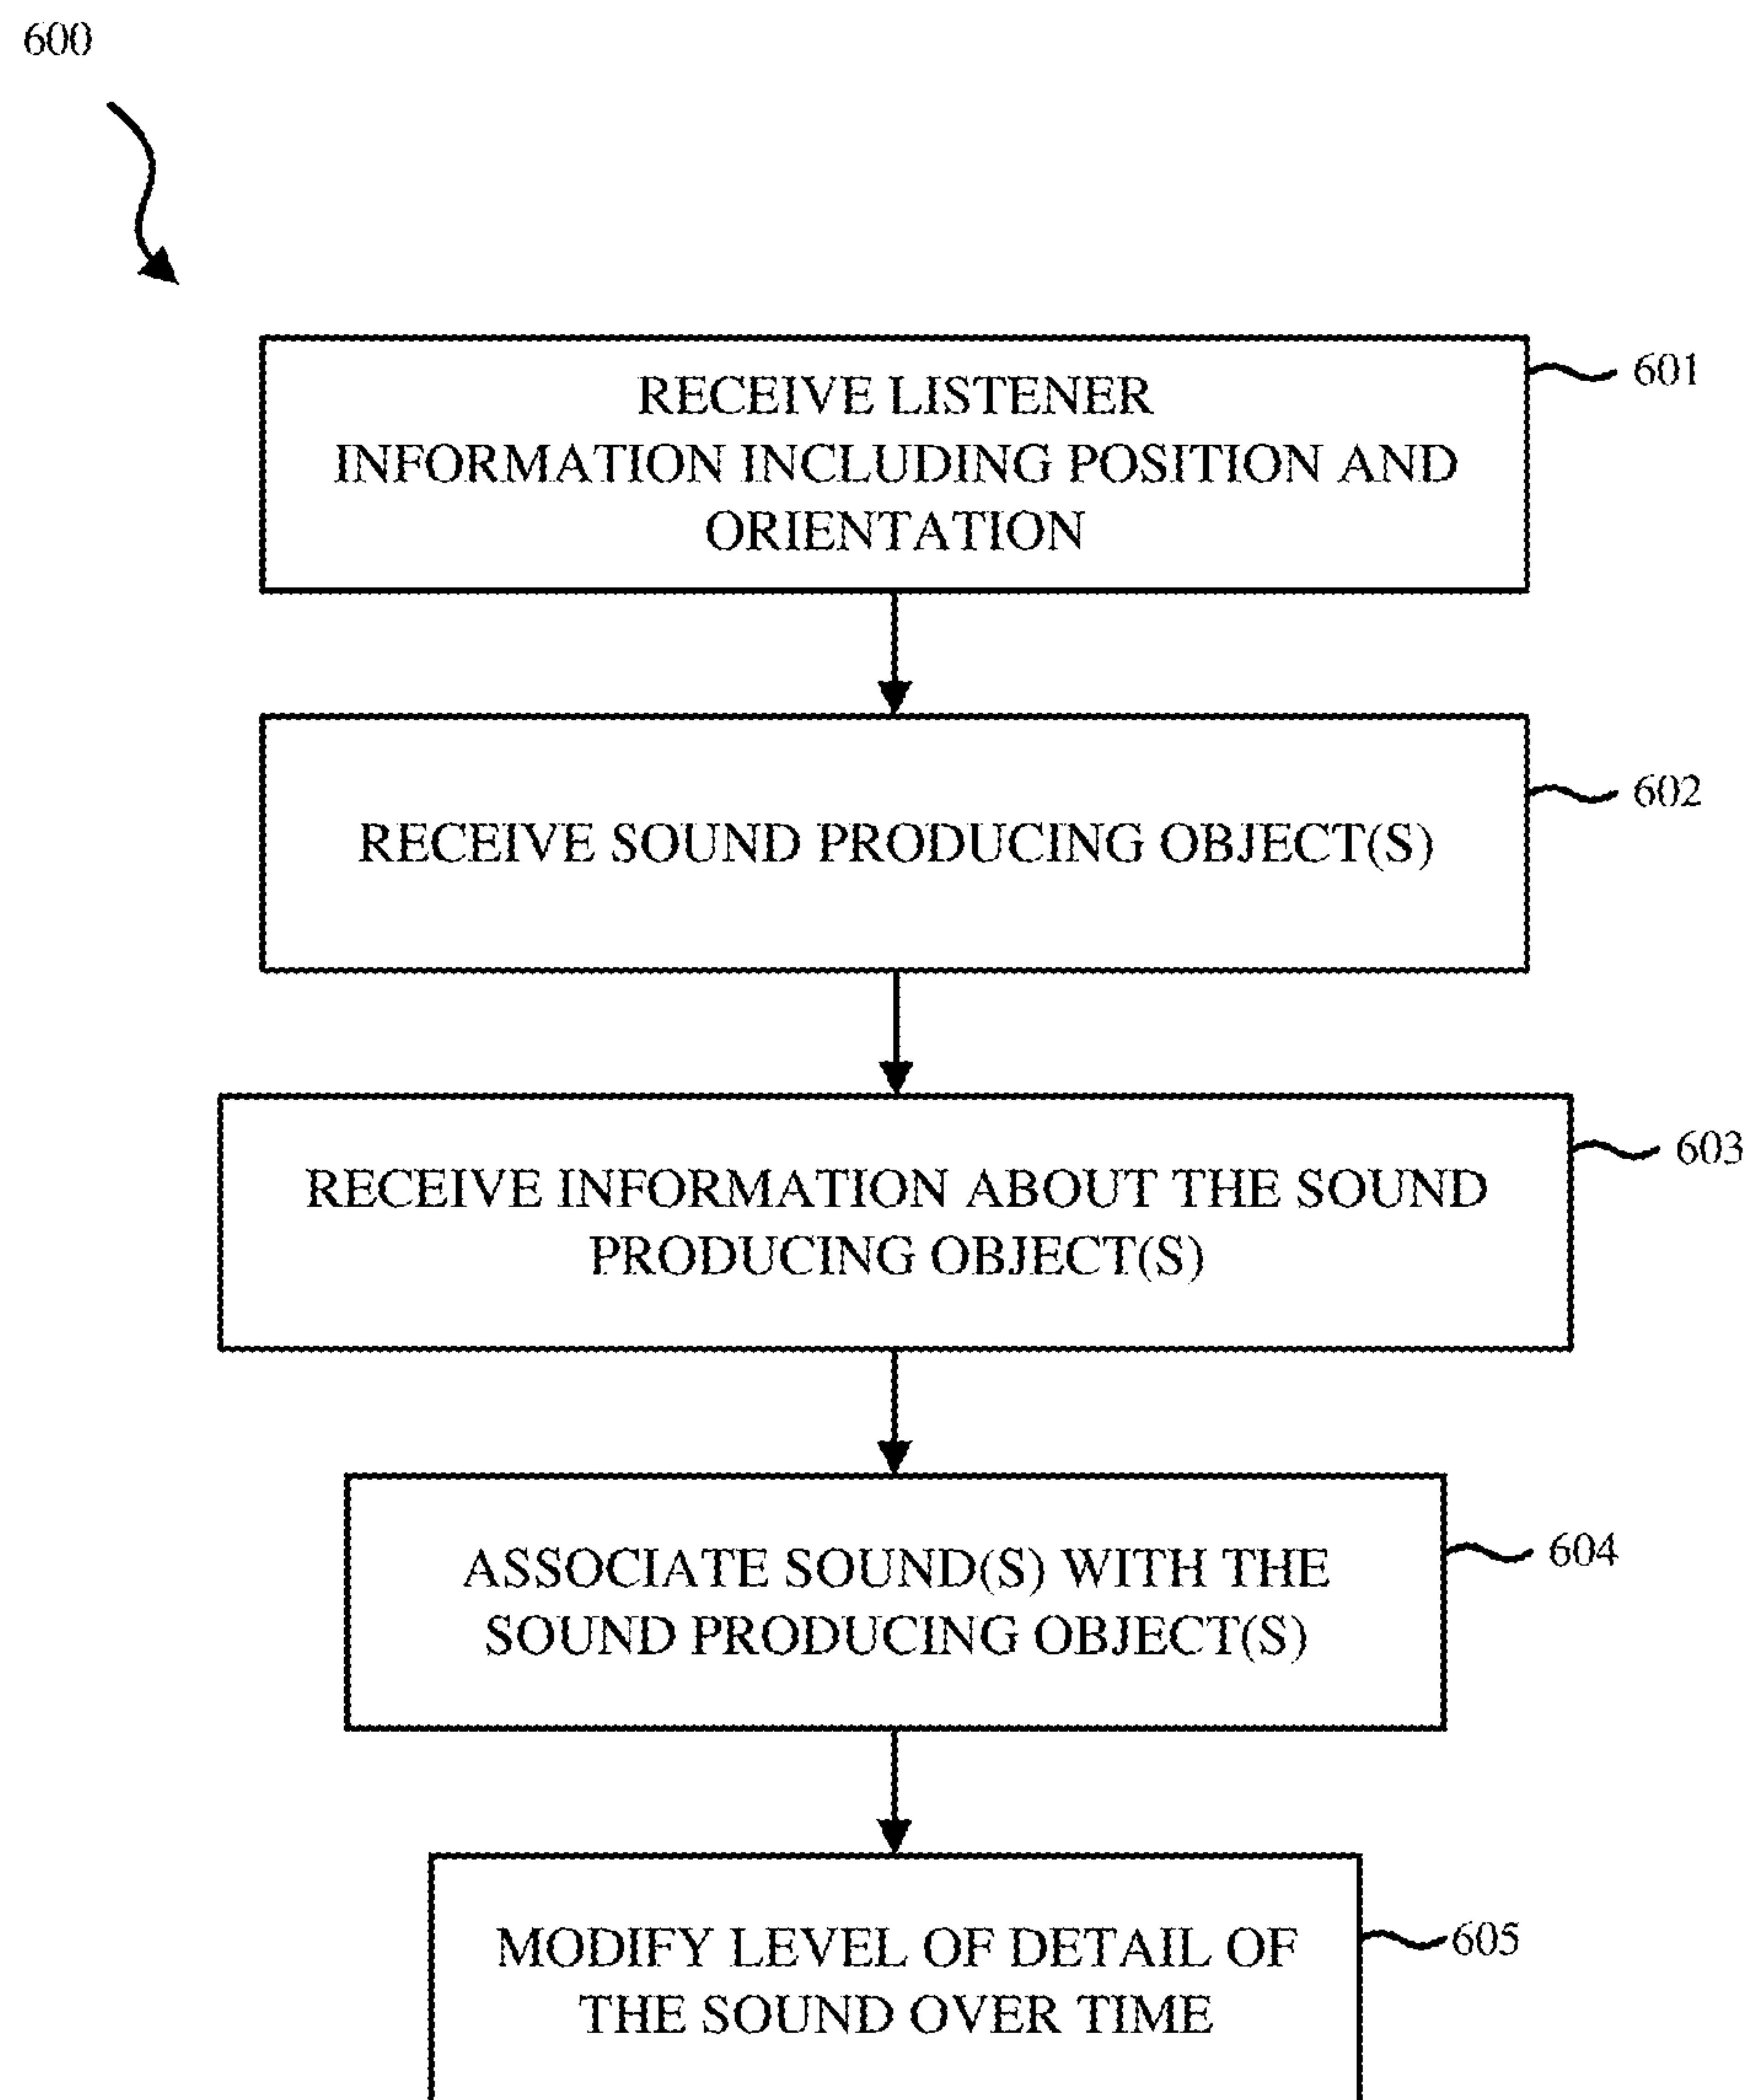 600
RECEIVE LISTENER
601
INFORMATION INCLUDING POSITION AND
ORIENTATION
602
RECEIVE SOUND PRODUCING OBJECT(S)
603
RECEIVE INFORMATION ABOUT THE SOUND
PRODUCING OBJECT(S)
604
ASSOCIATE SOUND(S) WITH THE
SOUND PRODUCING OBJECT(S)
605
MODIFY LEVEL OF DETAIL OF
THE SOUND OVER TIME